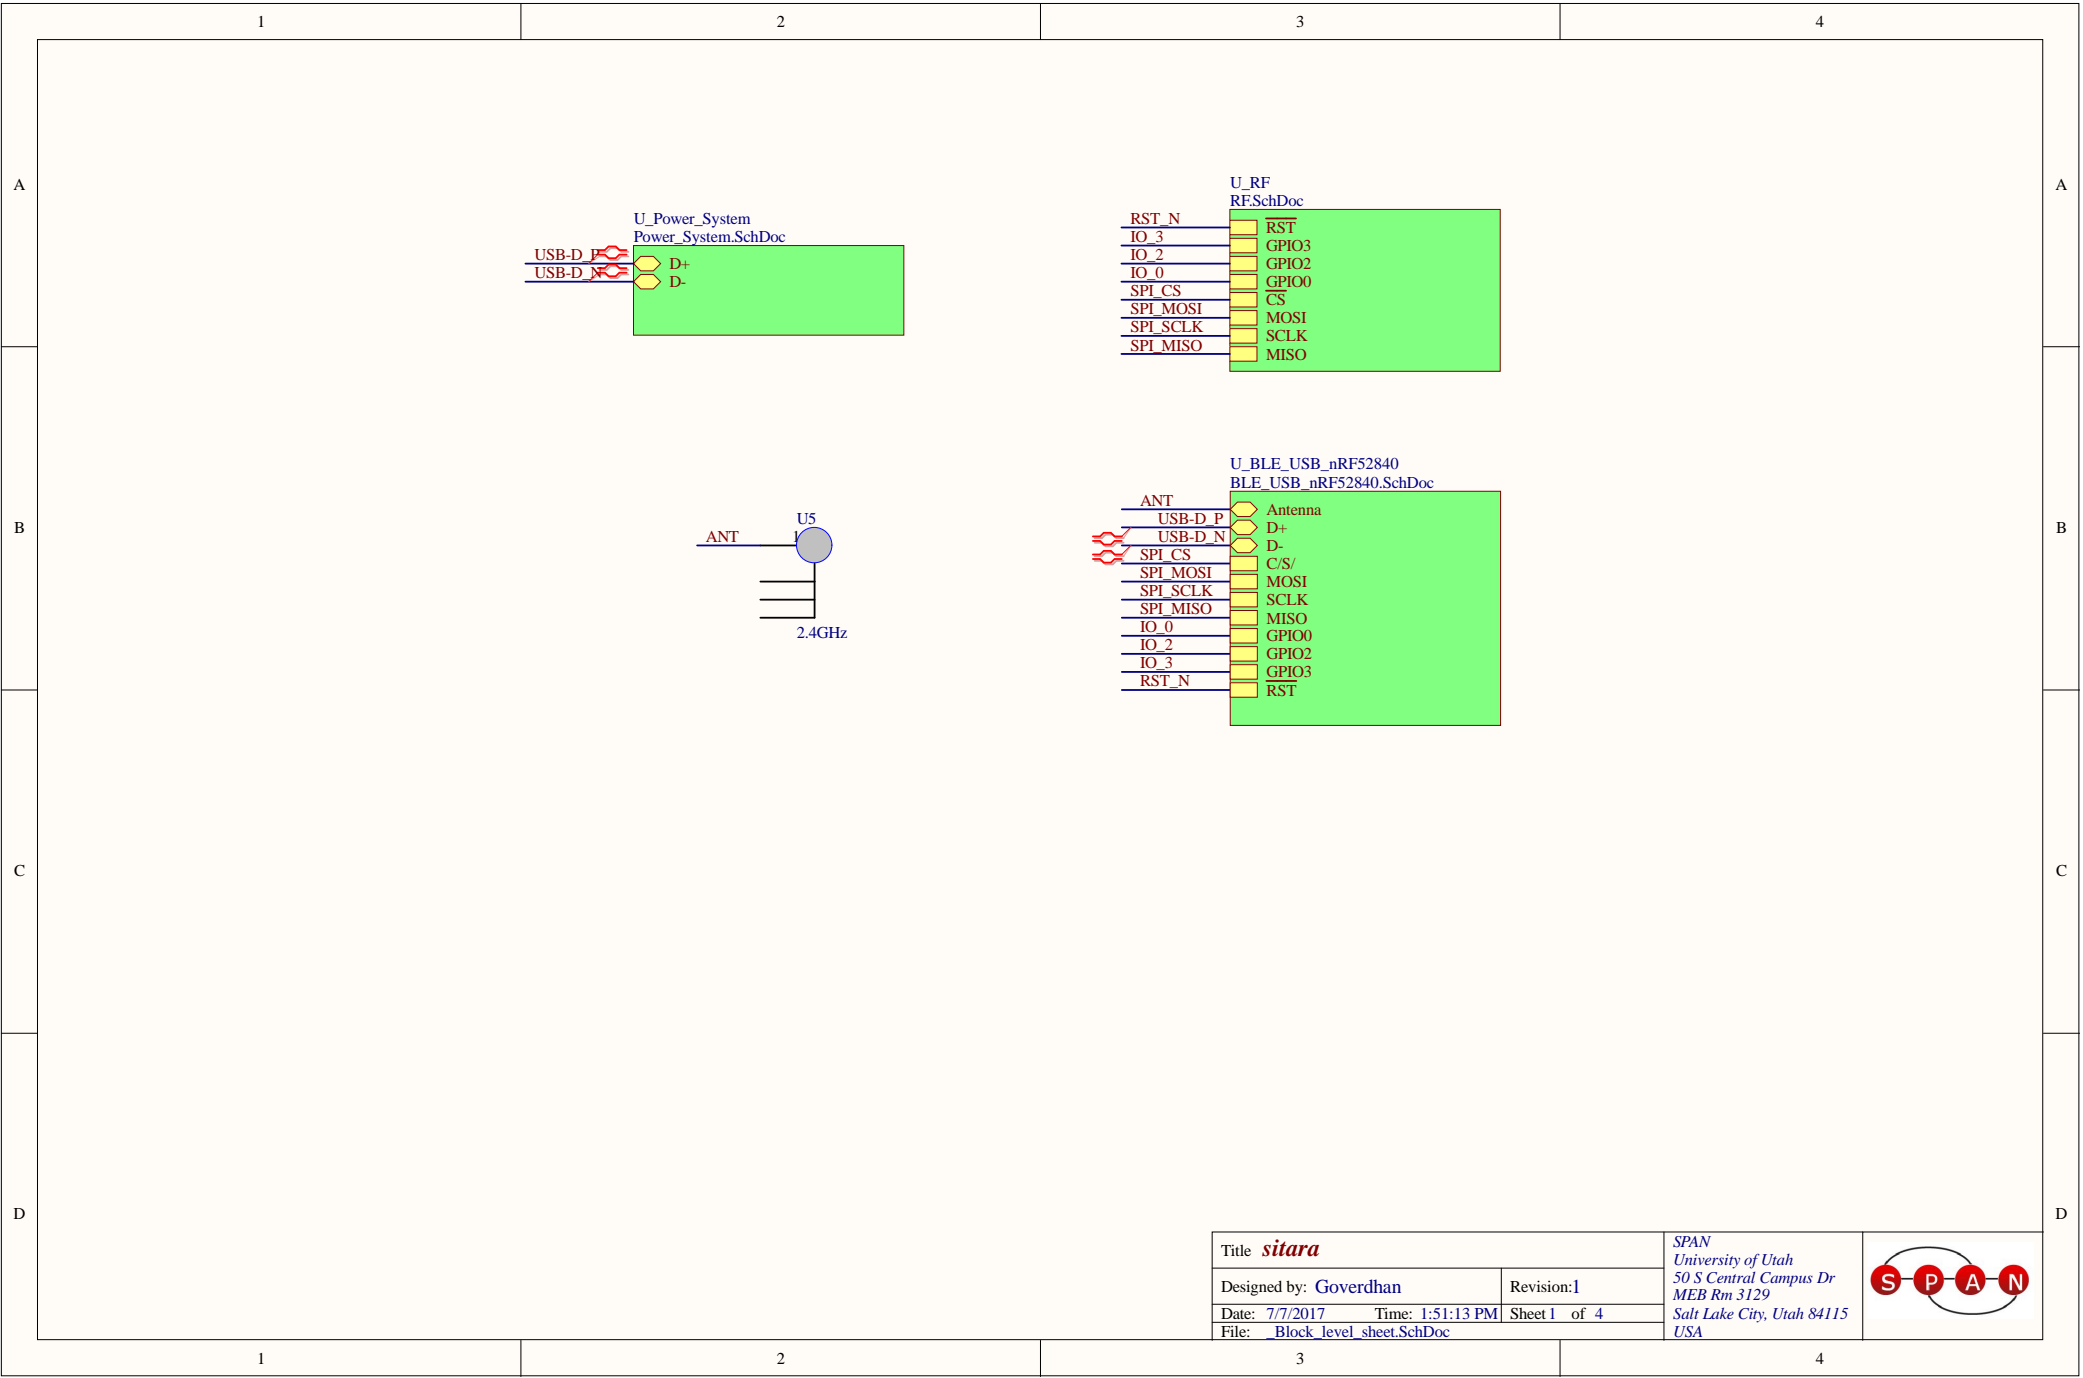 1 2 3 4
A A
U_Power_System
Power_System.SchDoc
USB-D_P D+
USB-D_N D-
U_RF
RF.SchDoc
RST_N RST
IO_3 GPIO3
IO_2 GPIO2
IO_0 GPIO0
SPI_CS CS
SPI_MOSI MOSI
SPI_SCLK SCLK
SPI_MISO MISO
B B
U5
ANT 1
2.4GHz
U_BLE_USB_nRF52840
BLE_USB_nRF52840.SchDoc
ANT Antenna
USB-D_P D+
USB-D_N D-
SPI_CS C/S/
SPI_MOSI MOSI
SPI_SCLK SCLK
SPI_MISO MISO
IO_0 GPIO0
IO_2 GPIO2
IO_3 GPIO3
RST_N RST
C C
D D
Title sitara
Designed by: Goverdhan Revision:1
Date: 7/7/2017 Time: 1:51:13 PM Sheet 1 of 4
File: _Block_level_sheet.SchDoc
SPAN
University of Utah
50 S Central Campus Dr
MEB Rm 3129
Salt Lake City, Utah 84115
USA
S P A N
1 2 3 4